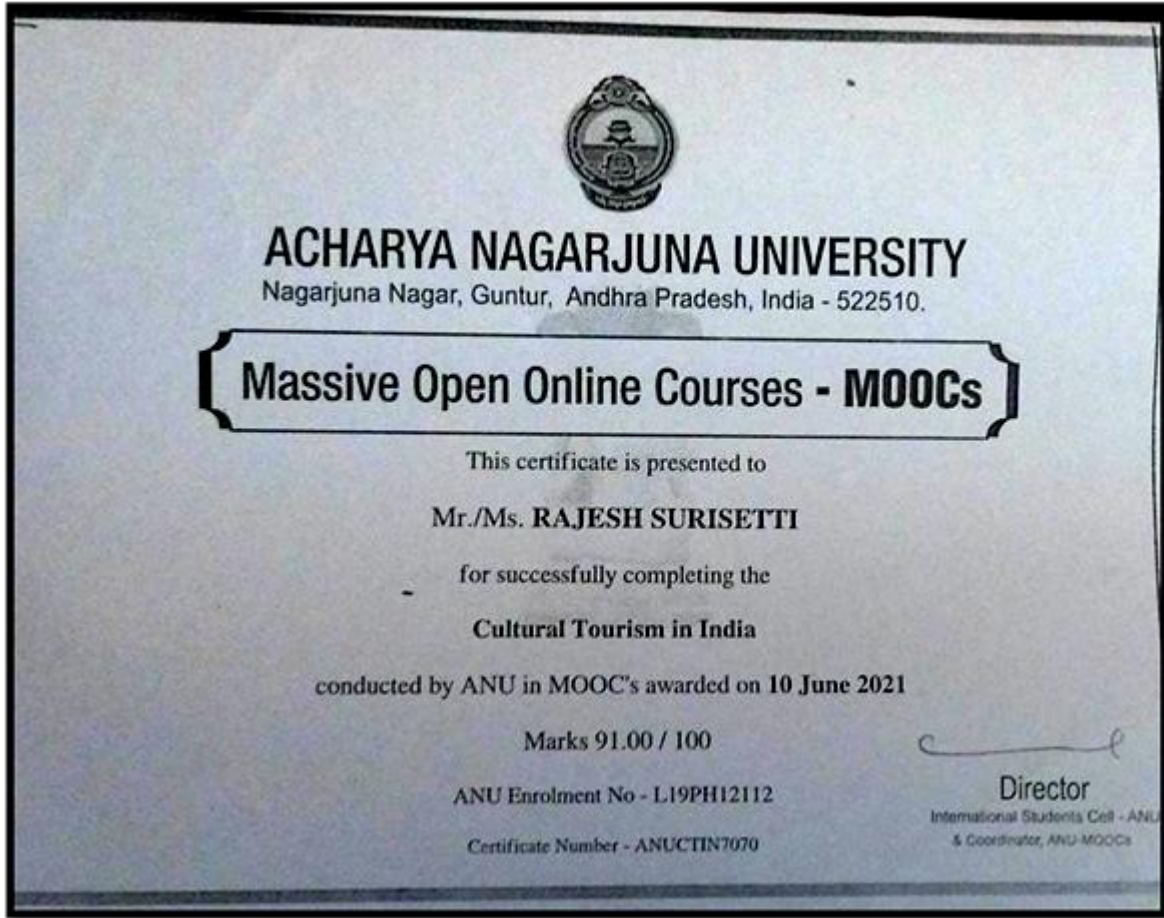 ACHARYA NAGARJUNA UNIVERSITY
Nagarjuna Nagar, Guntur, Andhra Pradesh, India - 522510.
Massive Open Online Courses - MOOCs
This certificate is presented to
Mr./Ms. RAJESH SURISETTI
for successfully completing the
Cultural Tourism in India
conducted by ANU in MOOC's awarded on 10 June 2021
Marks 91.00 / 100
ANU Enrolment No - L19PH12112
Certificate Number - ANUCTIN7070
Director
International Students Cell - ANU
& Coordinator, ANU-MOOCs